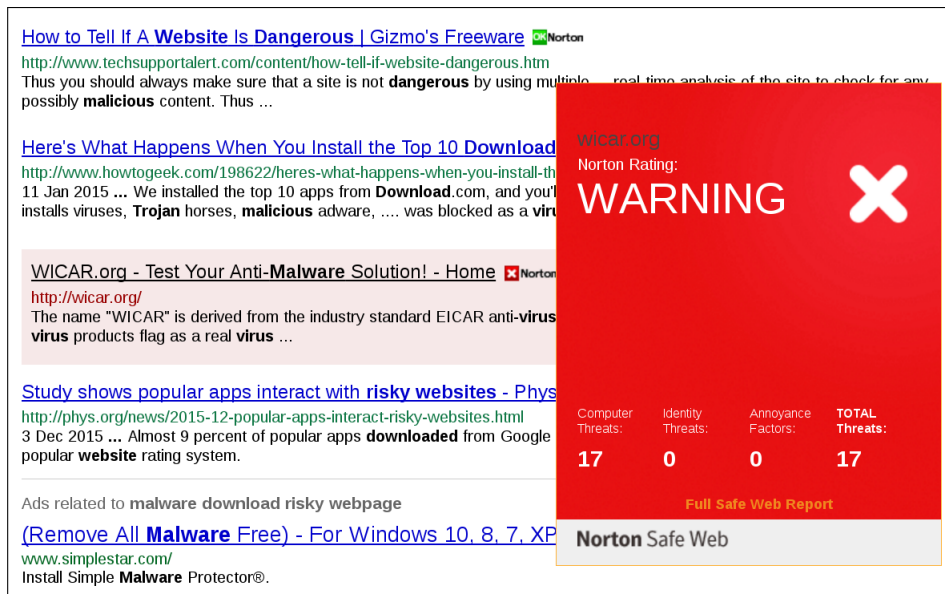 How to Tell If A Website Is Dangerous | Gizmo's Freeware OK Norton
http://www.techsupportalert.com/content/how-tell-if-website-dangerous.htm
Thus you should always make sure that a site is not dangerous by using multiple ... real time analysis of the site to check for any
possibly malicious content. Thus ...
Here's What Happens When You Install the Top 10 Download
http://www.howtogeek.com/198622/heres-what-happens-when-you-install-th
11 Jan 2015 ... We installed the top 10 apps from Download.com, and you'l
installs viruses, Trojan horses, malicious adware, .... was blocked as a viru
WICAR.org - Test Your Anti-Malware Solution! - Home Norton
http://wicar.org/
The name "WICAR" is derived from the industry standard EICAR anti-virus
virus products flag as a real virus ...
Study shows popular apps interact with risky websites - Phys
http://phys.org/news/2015-12-popular-apps-interact-risky-websites.html
3 Dec 2015 ... Almost 9 percent of popular apps downloaded from Google
popular website rating system.
Ads related to malware download risky webpage
(Remove All Malware Free) - For Windows 10, 8, 7, XP
www.simplestar.com/
Install Simple Malware Protector®.
wicar.org
Norton Rating:
WARNING
Computer Threats:
17
Identity Threats:
0
Annoyance Factors:
0
TOTAL Threats:
17
Full Safe Web Report
Norton Safe Web